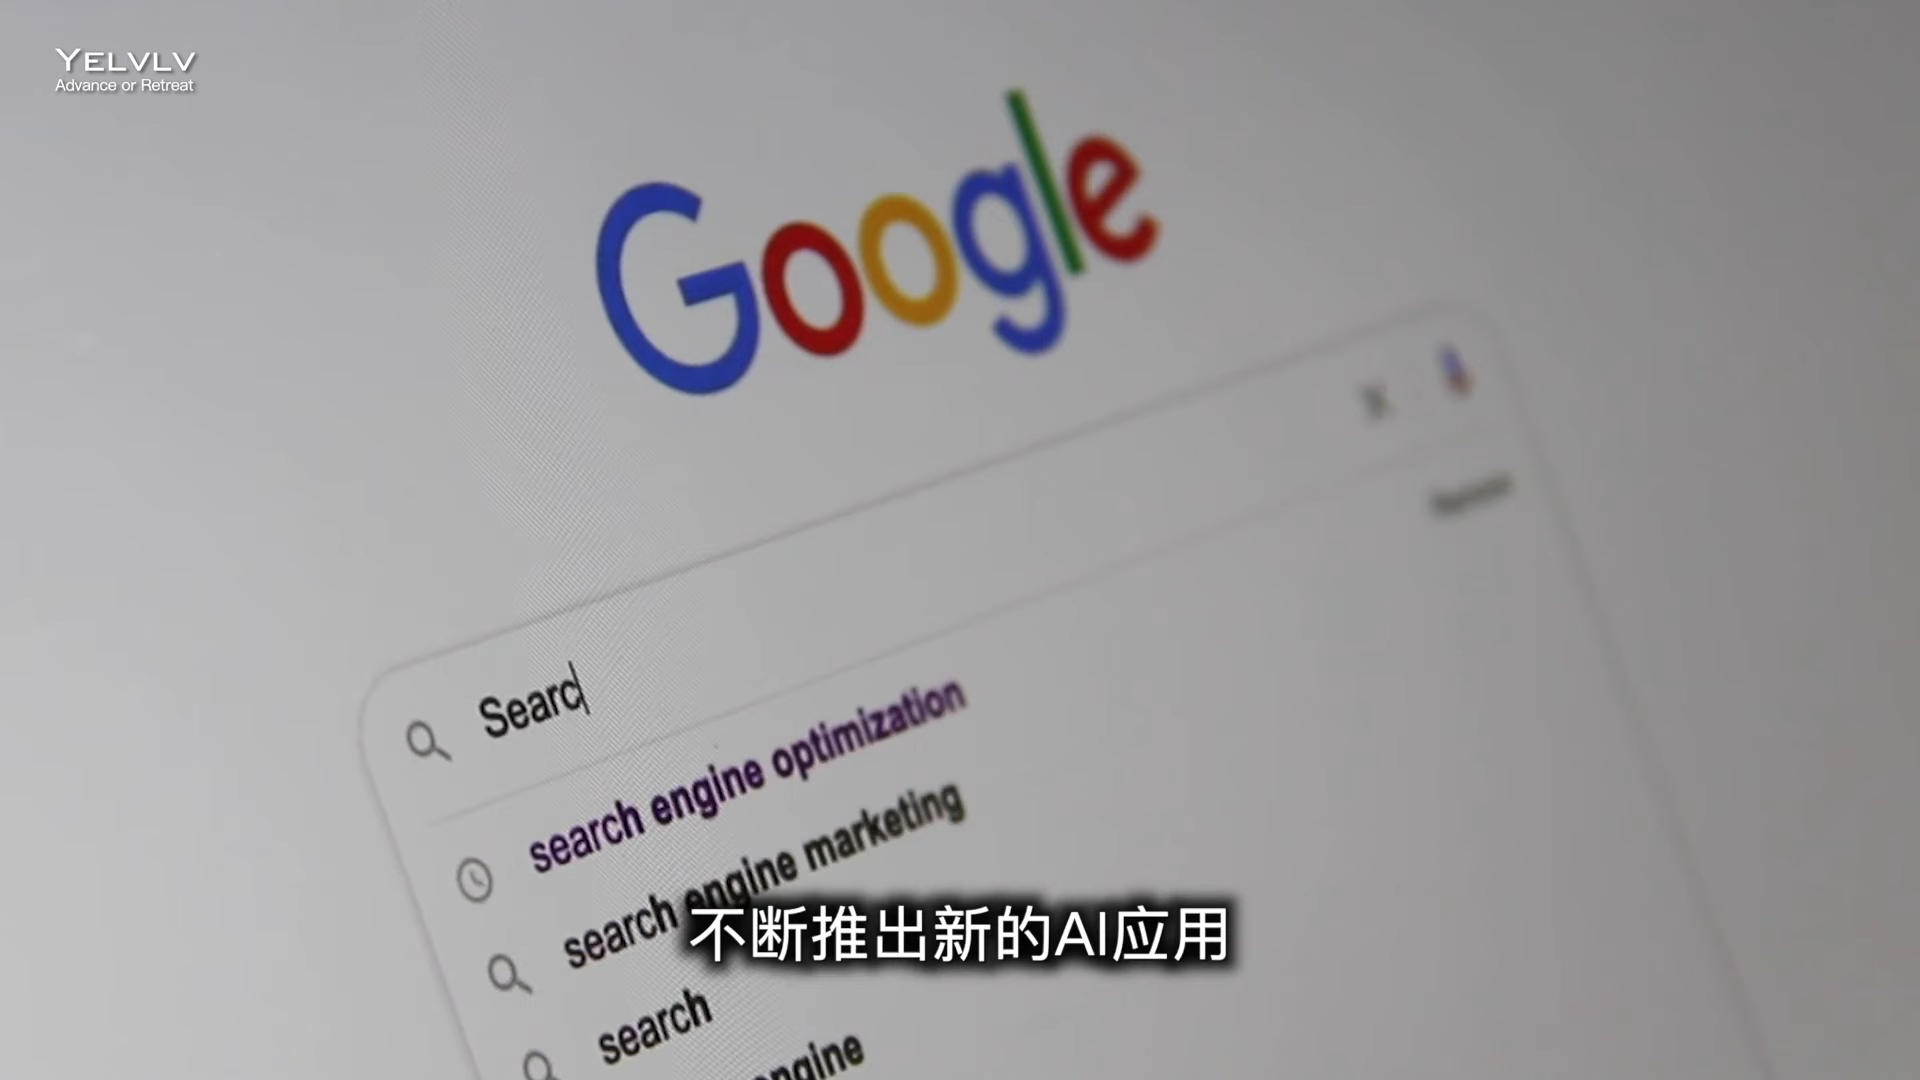 YELVLV
Advance or Retreat
Google
Searc
search engine optimization
search engine marketing
search
engine
不断推出新的AI应用